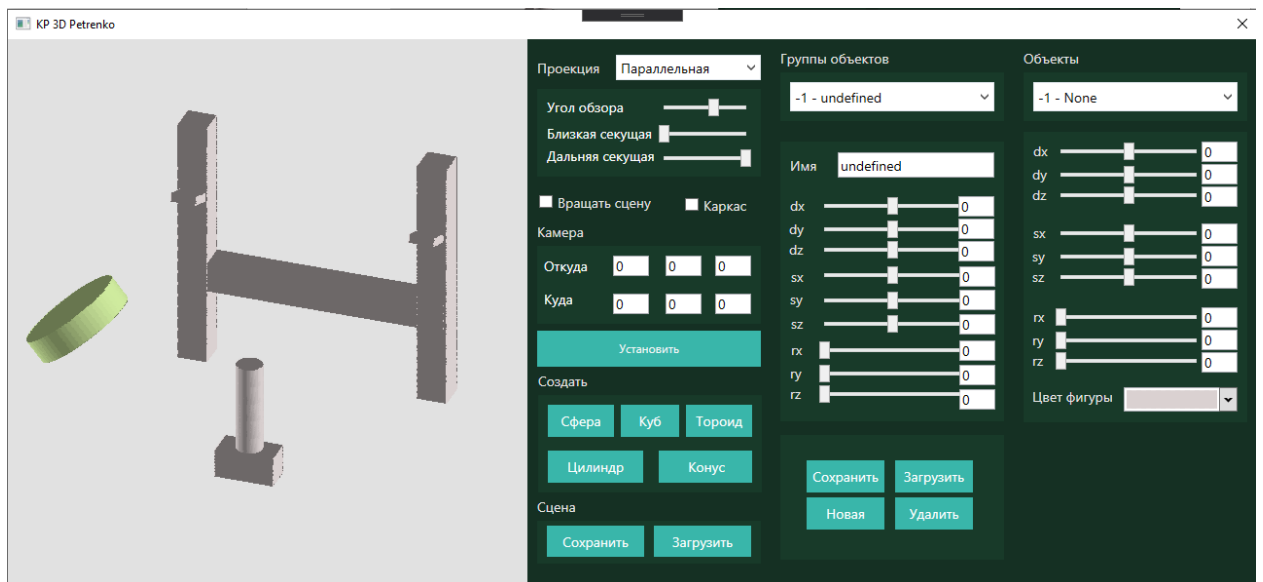 KP 3D Petrenko
Проекция Параллельная
Угол обзора
Близкая секущая
Дальняя секущая
Вращать сцену Каркас
Камера
Откуда 0 0 0
Куда 0 0 0
Установить
Создать
Сфера Куб Тороид
Цилиндр Конус
Сцена
Сохранить Загрузить
Группы объектов
-1 - undefined
Имя undefined
dx 0
dy 0
dz 0
sx 0
sy 0
sz 0
rx 0
ry 0
rz 0
Сохранить Загрузить
Новая Удалить
Объекты
-1 - None
dx 0
dy 0
dz 0
sx 0
sy 0
sz 0
rx 0
ry 0
rz 0
Цвет фигуры